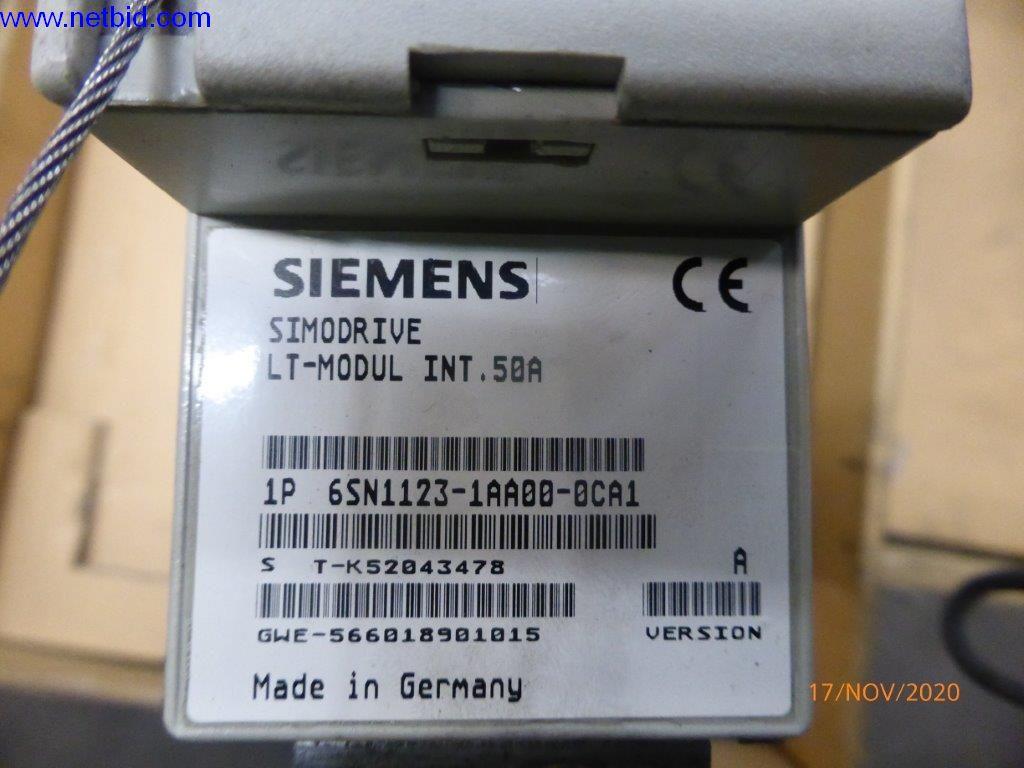 www.netbid.com
SIEMENS
CE
SIMODRIVE
LT-MODUL INT.50A
1P 6SN1123-1AA00-0CA1
S T-K52043478
A
GWE-566018901015
VERSION
Made in Germany
17/NOV/2020